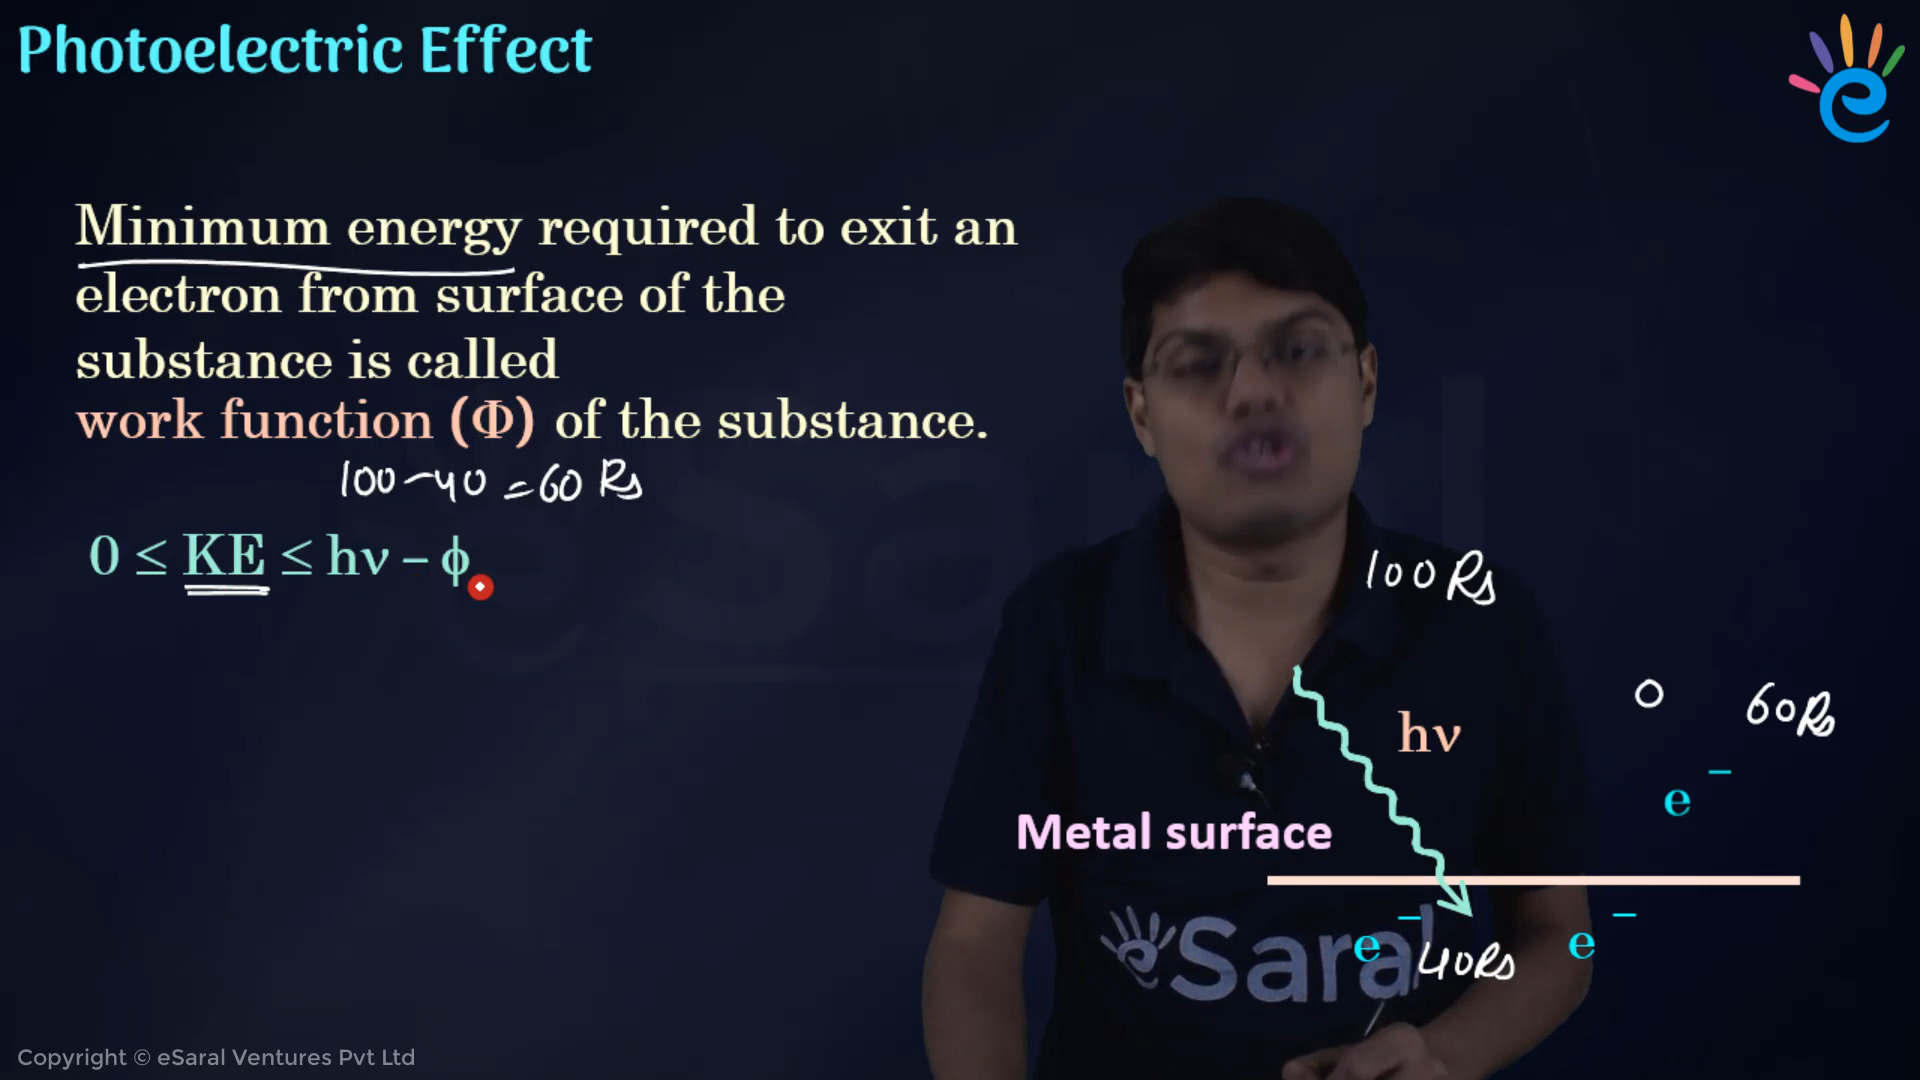 Photoelectric Effect
Minimum energy required to exit an
electron from surface of the
substance is called
work function (Φ) of the substance.
100-40 = 60 Rs
0 ≤ KE ≤ hν - ϕ
100 Rs
0 60 Rs
hν
e⁻
Metal surface
e⁻ 40 Rs e⁻
eSaral
Copyright © eSaral Ventures Pvt Ltd